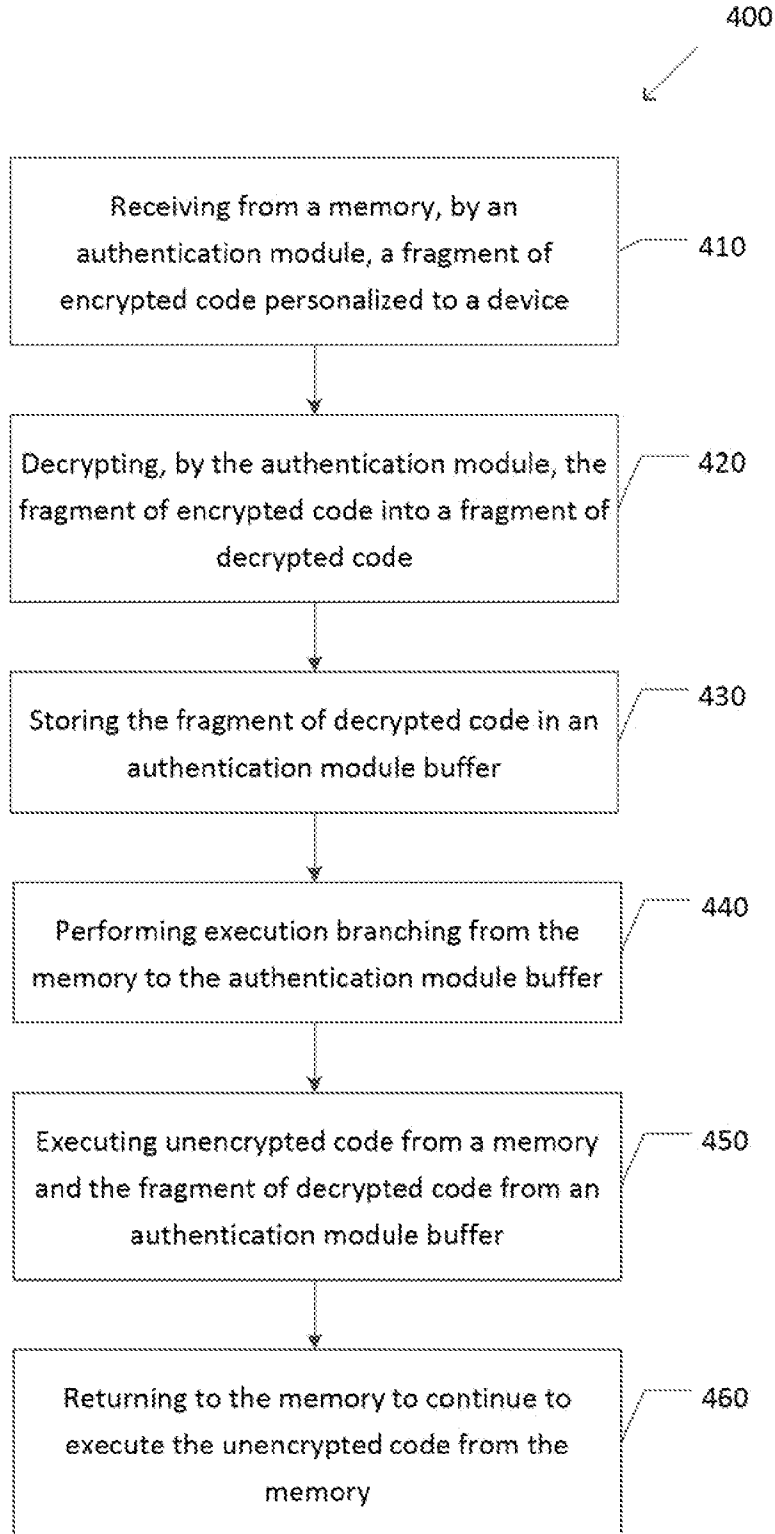 400
Receiving from a memory, by an
authentication module, a fragment of
encrypted code personalized to a device
410
Decrypting, by the authentication module, the
fragment of encrypted code into a fragment of
decrypted code
420
Storing the fragment of decrypted code in an
authentication module buffer
430
Performing execution branching from the
memory to the authentication module buffer
440
Executing unencrypted code from a memory
and the fragment of decrypted code from an
authentication module buffer
450
Returning to the memory to continue to
execute the unencrypted code from the
memory
460